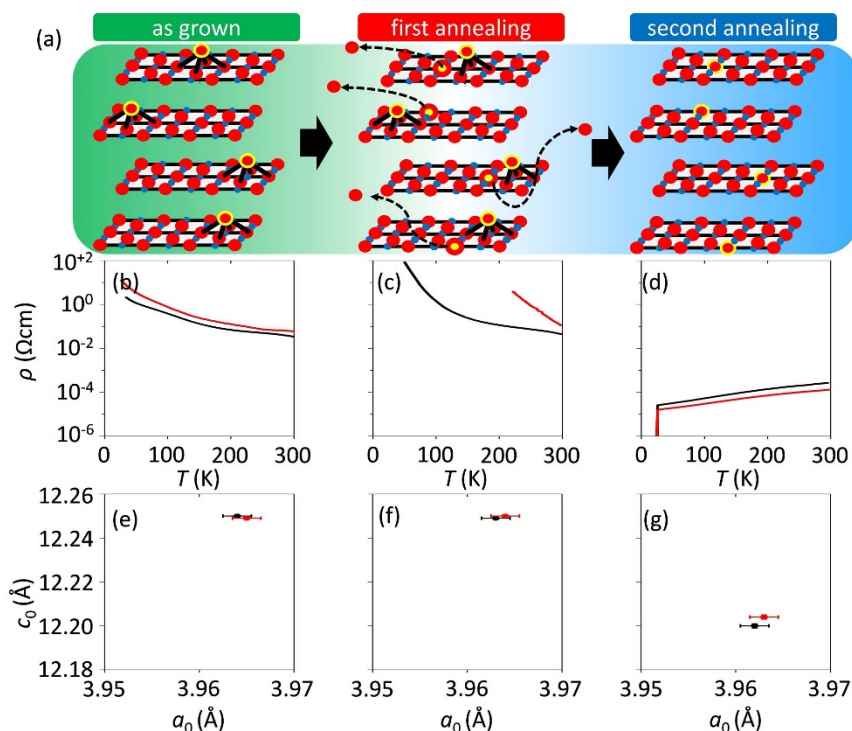 (a)
as grown
first annealing
second annealing
10+2
10^0
10^-2
10^-4
10^-6
ρ (Ωcm)
(b)
0 100 200 300
T (K)
(c)
0 100 200 300
T (K)
(d)
0 100 200 300
T (K)
12.26
12.24
12.22
12.20
12.18
c₀ (Å)
(e)
3.95 3.96 3.97
a₀ (Å)
(f)
3.95 3.96 3.97
a₀ (Å)
(g)
3.95 3.96 3.97
a₀ (Å)